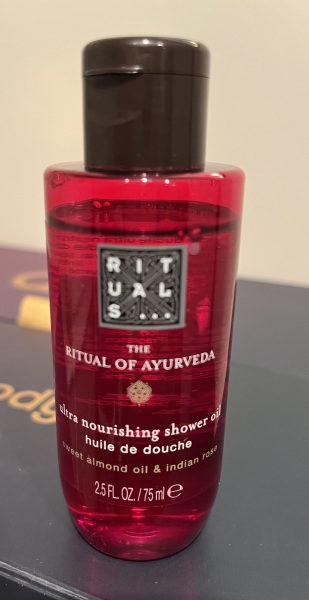 RIT
UAL
S...
THE
RITUAL OF AYURVEDA
ultra nourishing shower oil
huile de douche
sweet almond oil & indian rose
2.5 FL. OZ. / 75 ml ℮
ody